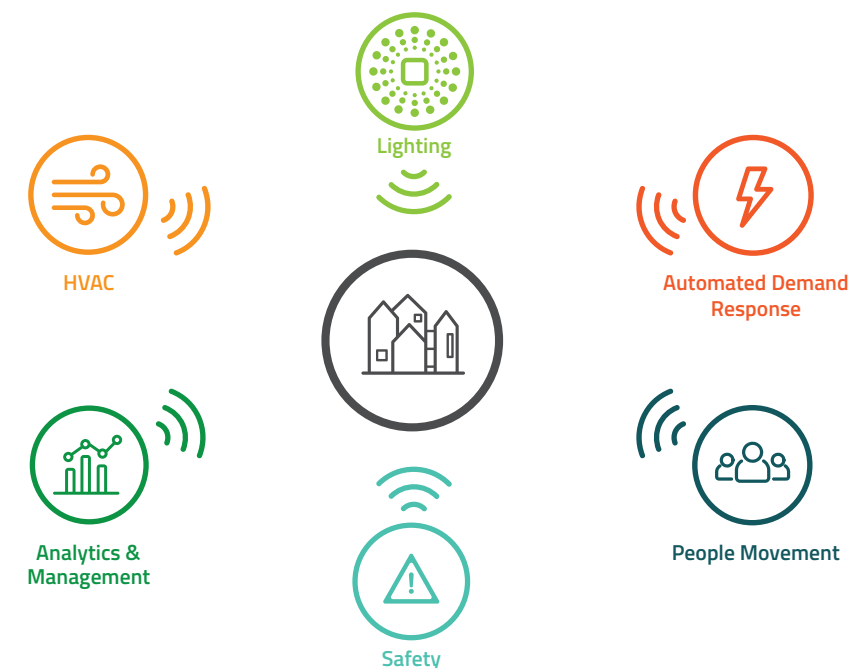 Lighting
HVAC
Automated Demand
Response
Analytics &
Management
People Movement
Safety